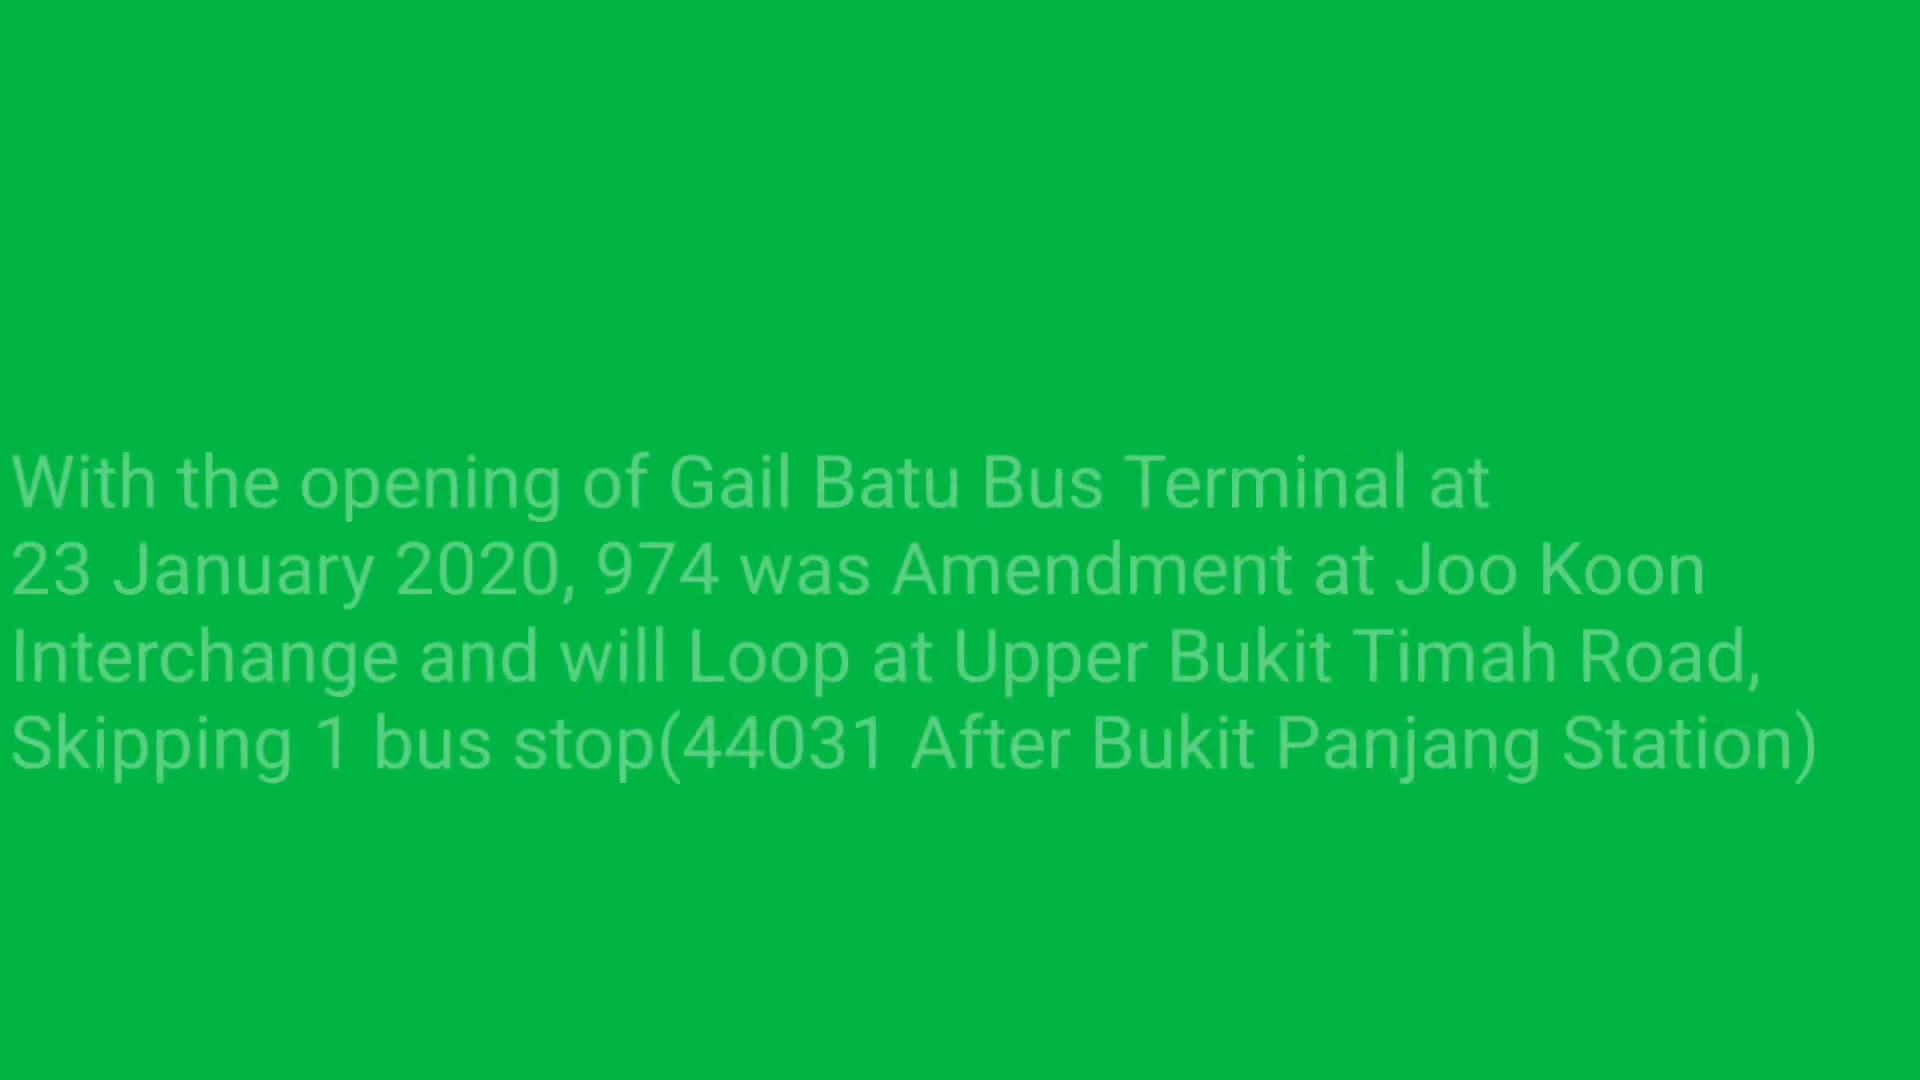 With the opening of Gail Batu Bus Terminal at
23 January 2020, 974 was Amendment at Joo Koon
Interchange and will Loop at Upper Bukit Timah Road,
Skipping 1 bus stop(44031 After Bukit Panjang Station)